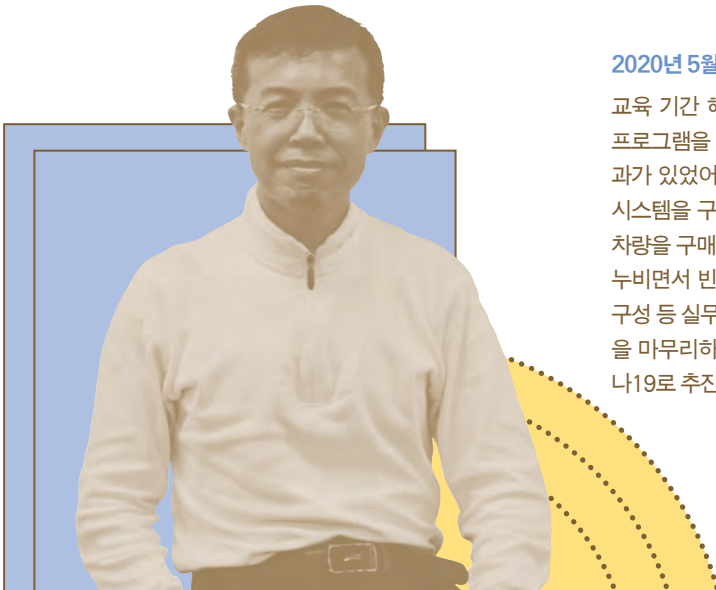 2020년 5월
교육 기간
프로그램을
과가 있었어
시스템을 구
차량을 구매
누비면서 빈
구성 등 실무
을 마무리하
나19로 추진